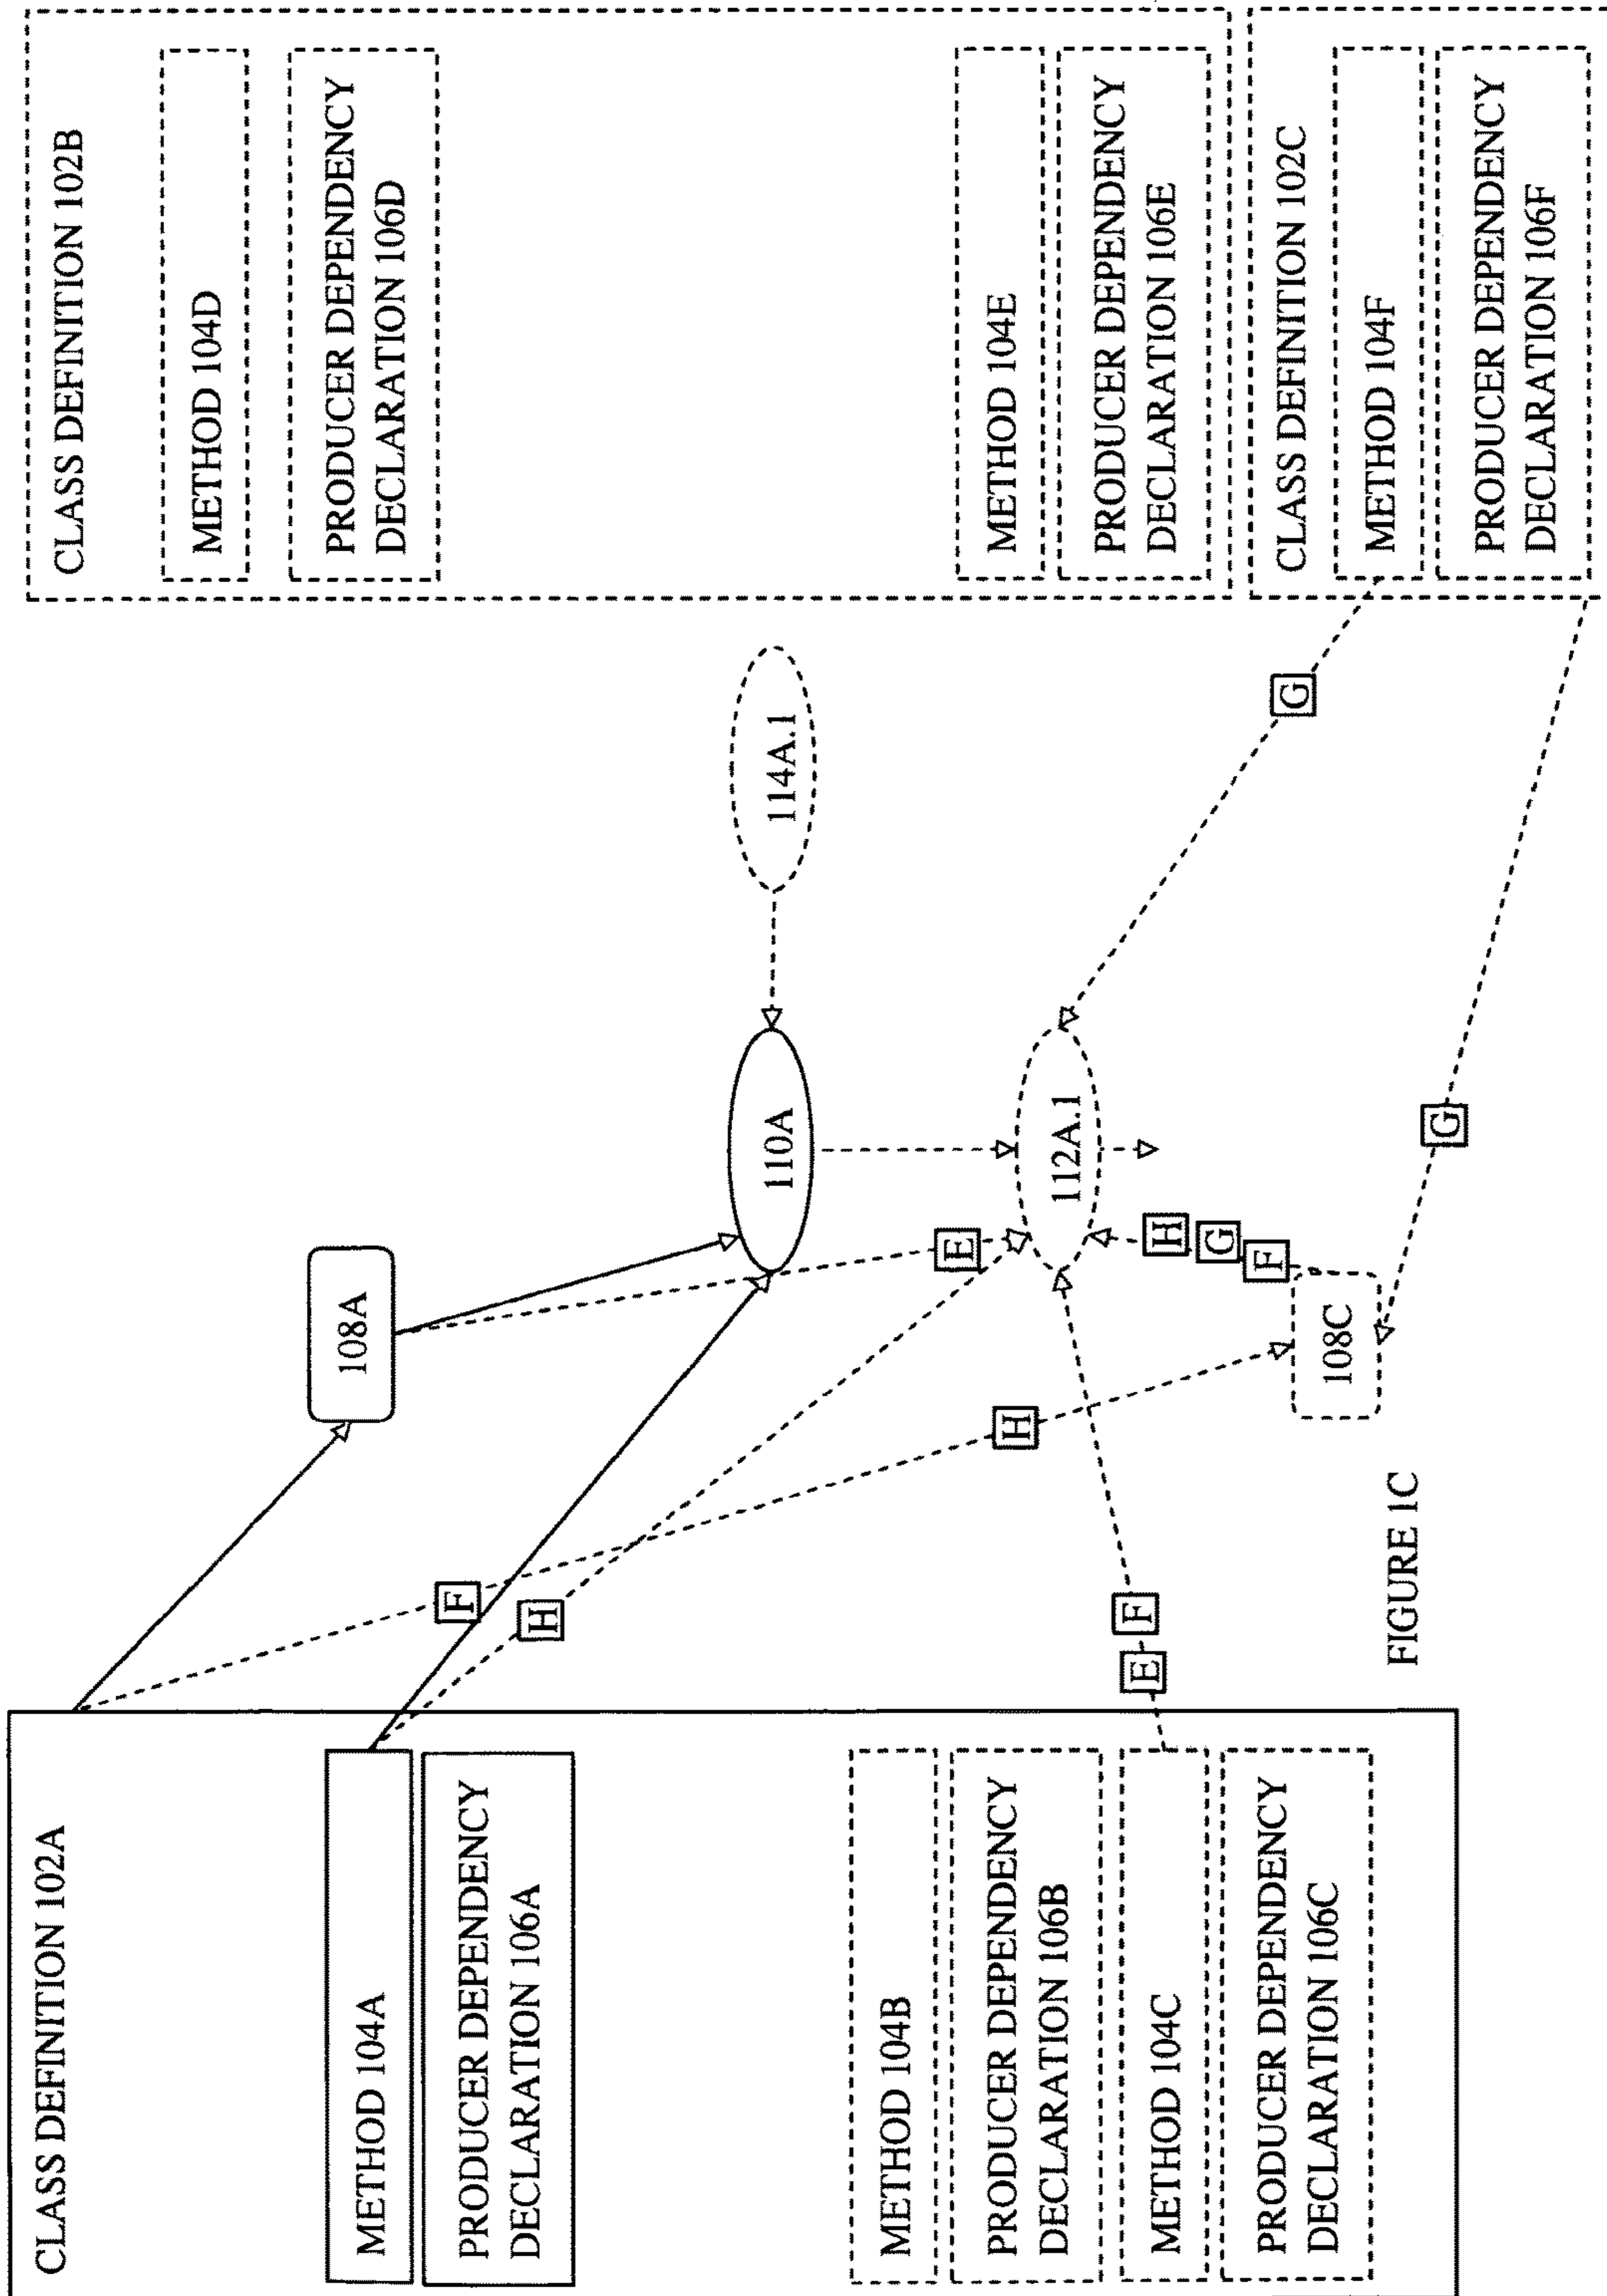 CLASS DEFINITION 102A
METHOD 104A
PRODUCER DEPENDENCY
DECLARATION 106A
METHOD 104B
PRODUCER DEPENDENCY
DECLARATION 106B
METHOD 104C
PRODUCER DEPENDENCY
DECLARATION 106C
108A
F
H
H
E
F
E
110A
112A.1
H
G
F
108C
114A.1
G
G
CLASS DEFINITION 102B
METHOD 104D
PRODUCER DEPENDENCY
DECLARATION 106D
METHOD 104E
PRODUCER DEPENDENCY
DECLARATION 106E
CLASS DEFINITION 102C
METHOD 104F
PRODUCER DEPENDENCY
DECLARATION 106F
FIGURE 1C